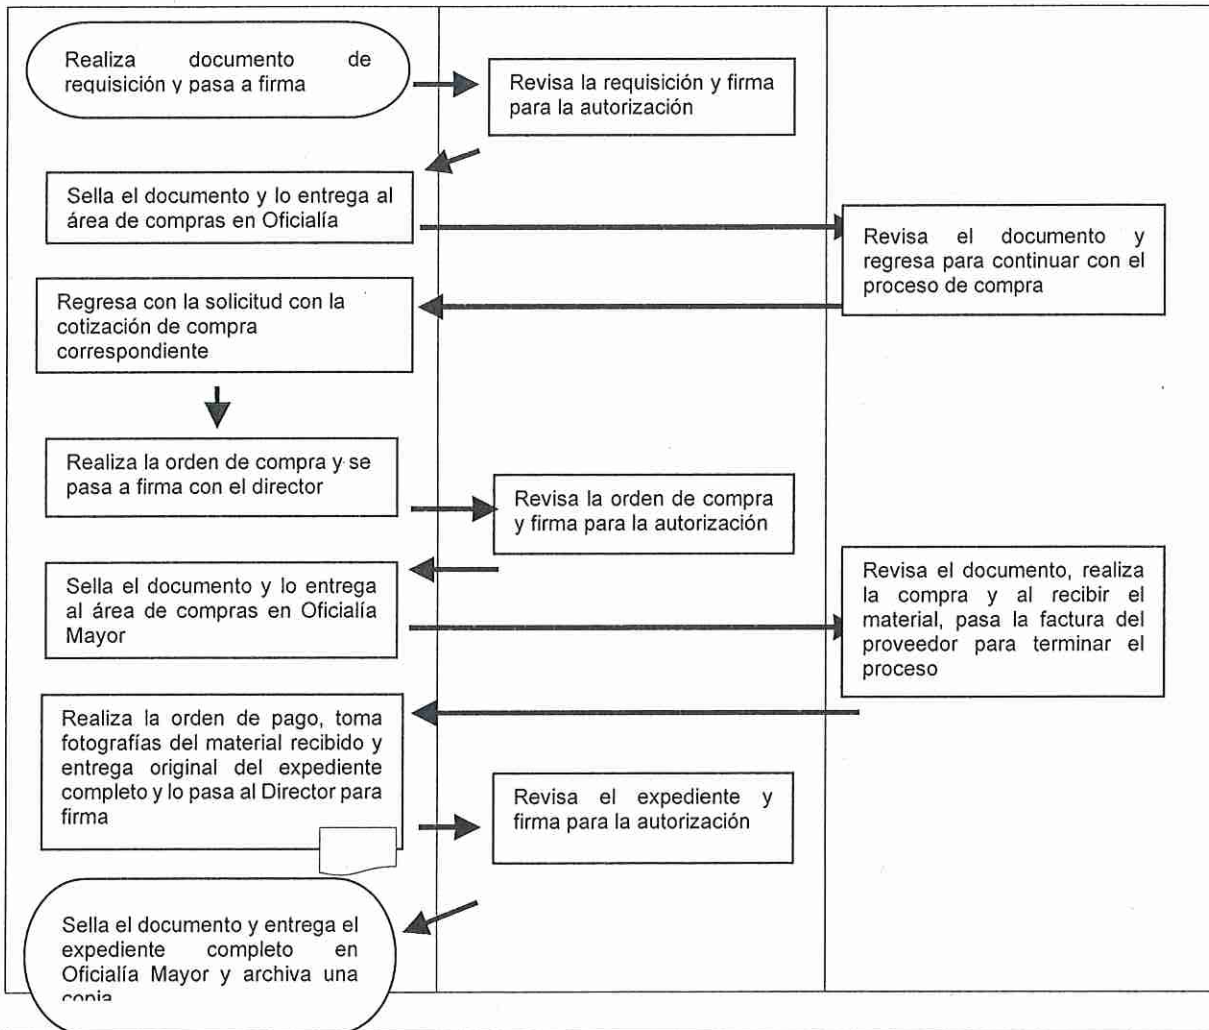 Realiza documento de
requisición y pasa a firma
Revisa la requisición y firma
para la autorización
Sella el documento y lo entrega al
área de compras en Oficialía
Revisa el documento y
regresa para continuar con el
proceso de compra
Regresa con la solicitud con la
cotización de compra
correspondiente
Realiza la orden de compra y se
pasa a firma con el director
Revisa la orden de compra
y firma para la autorización
Sella el documento y lo entrega
al área de compras en Oficialía
Mayor
Revisa el documento, realiza
la compra y al recibir el
material, pasa la factura del
proveedor para terminar el
proceso
Realiza la orden de pago, toma
fotografías del material recibido y
entrega original del expediente
completo y lo pasa al Director para
firma
Revisa el expediente y
firma para la autorización
Sella el documento y entrega el
expediente completo en
Oficialía Mayor y archiva una
copia